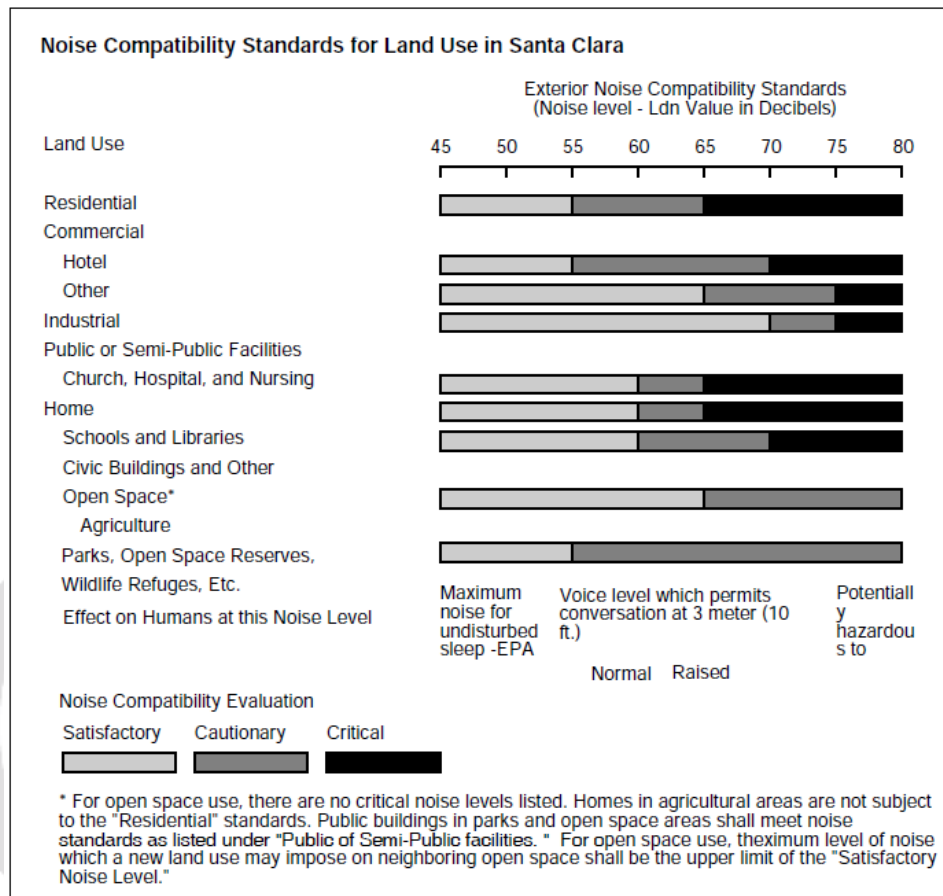 Noise Compatibility Standards for Land Use in Santa Clara
Exterior Noise Compatibility Standards
(Noise level - Ldn Value in Decibels)
Land Use
45 50 55 60 65 70 75 80
Residential
Commercial
Hotel
Other
Industrial
Public or Semi-Public Facilities
Church, Hospital, and Nursing
Home
Schools and Libraries
Civic Buildings and Other
Open Space*
Agriculture
Parks, Open Space Reserves,
Wildlife Refuges, Etc.
Effect on Humans at this Noise Level
Maximum
noise for
undisturbed
sleep -EPA
Voice level which permits
conversation at 3 meter (10
ft.)
Normal Raised
Potentiall
y
hazardou
s to
Noise Compatibility Evaluation
Satisfactory Cautionary Critical
* For open space use, there are no critical noise levels listed. Homes in agricultural areas are not subject
to the "Residential" standards. Public buildings in parks and open space areas shall meet noise
standards as listed under "Public of Semi-Public facilities. " For open space use, theximum level of noise
which a new land use may impose on neighboring open space shall be the upper limit of the "Satisfactory
Noise Level."